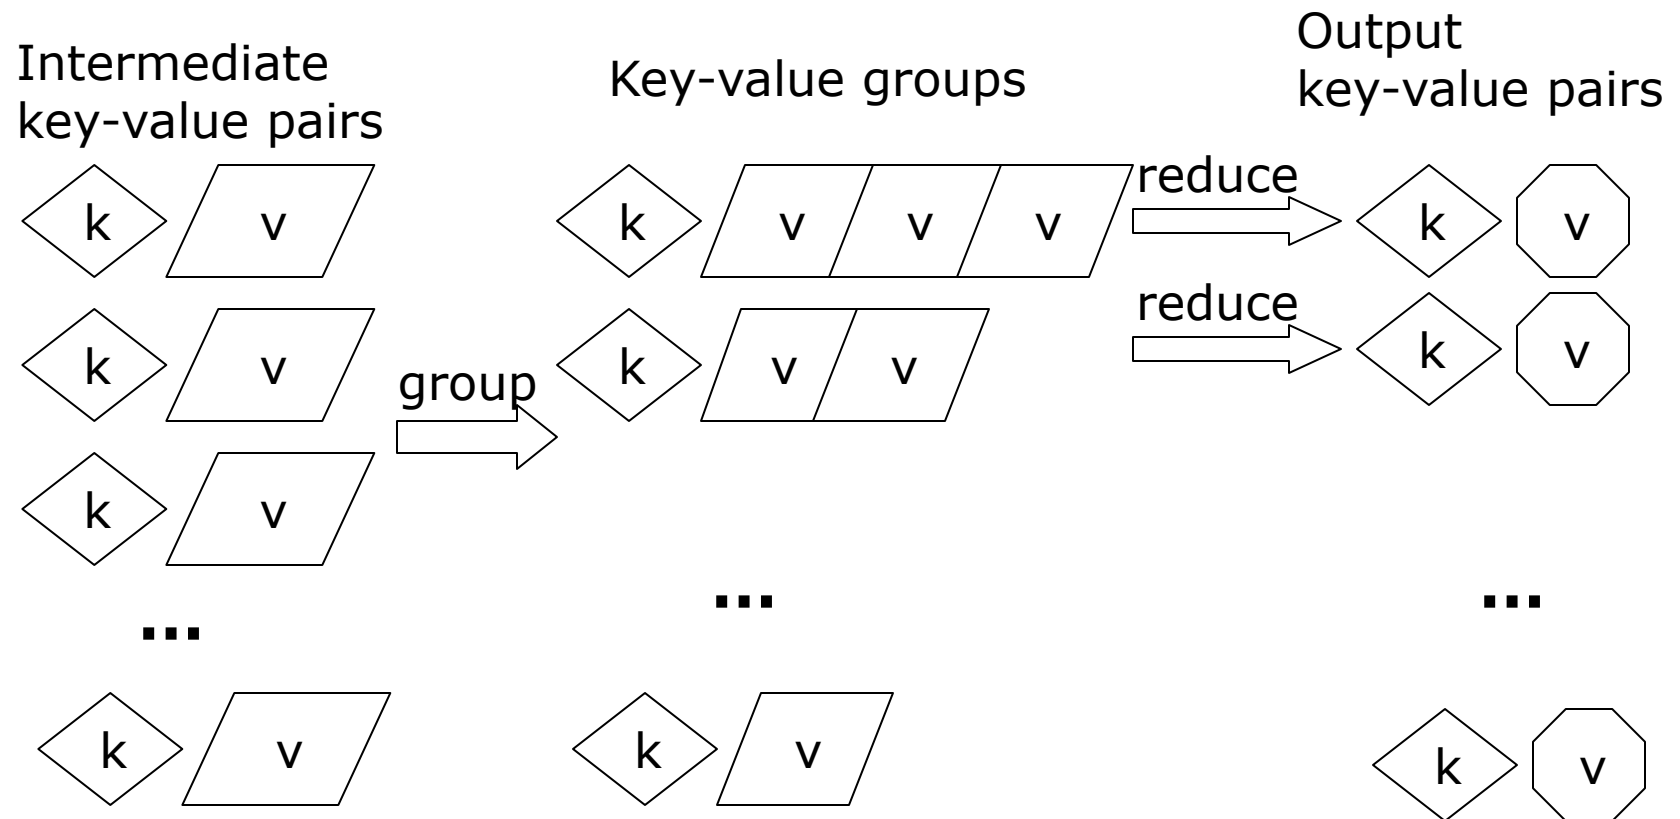 Intermediate
key-value pairs
k v
k v
k v
...
k v
group
Key-value groups
k v v v
k v v
...
k v
reduce
reduce
Output
key-value pairs
k v
k v
...
k v